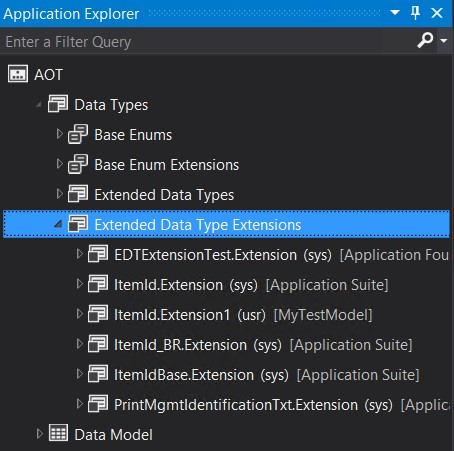 Application Explorer
Enter a Filter Query
AOT
Data Types
Base Enums
Base Enum Extensions
Extended Data Types
Extended Data Type Extensions
EDTExtensionTest.Extension (sys) [Application Fou
ItemId.Extension (sys) [Application Suite]
ItemId.Extension1 (usr) [MyTestModel]
ItemId_BR.Extension (sys) [Application Suite]
ItemIdBase.Extension (sys) [Application Suite]
PrintMgmtIdentificationTxt.Extension (sys) [Applic
Data Model